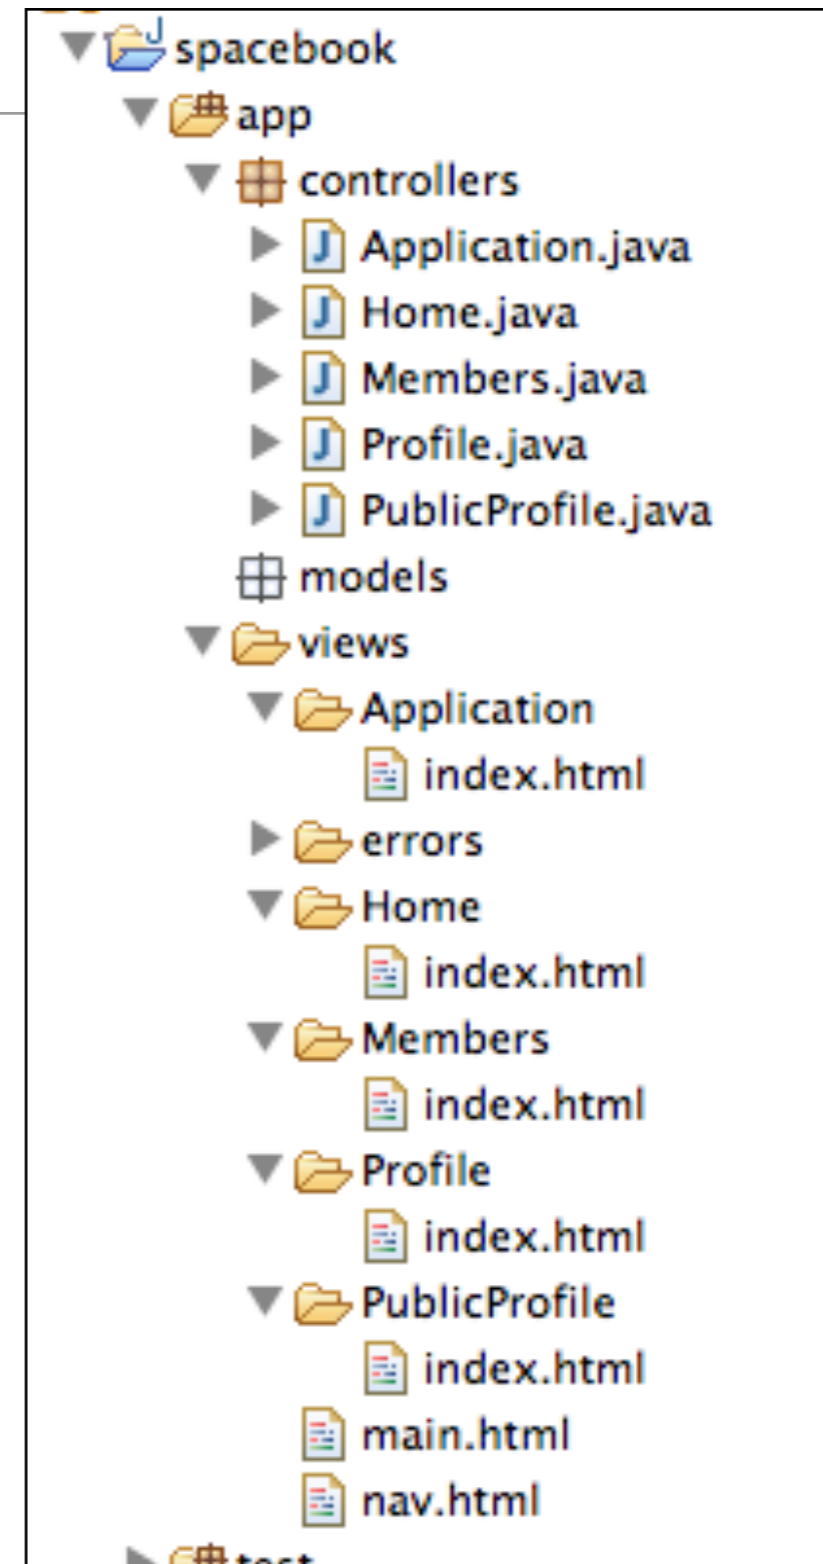 spacebook
app
controllers
Application.java
Home.java
Members.java
Profile.java
PublicProfile.java
models
views
Application
index.html
errors
Home
index.html
Members
index.html
Profile
index.html
PublicProfile
index.html
main.html
nav.html
test